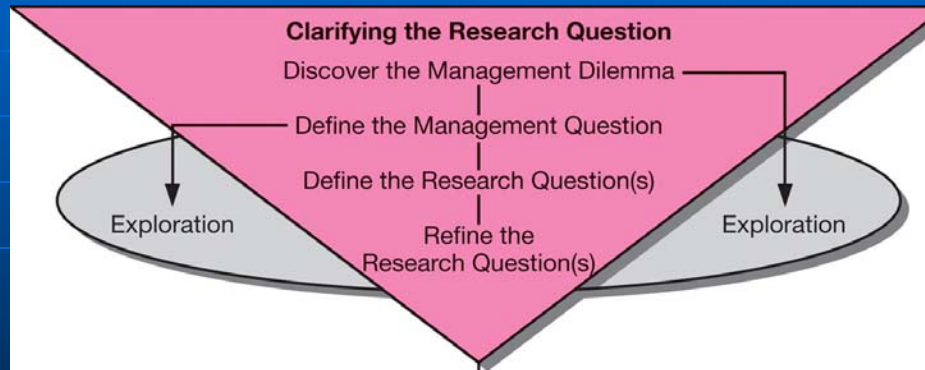 Clarifying the Research Question
Discover the Management Dilemma
Define the Management Question
Define the Research Question(s)
Exploration
Exploration
Refine the
Research Question(s)